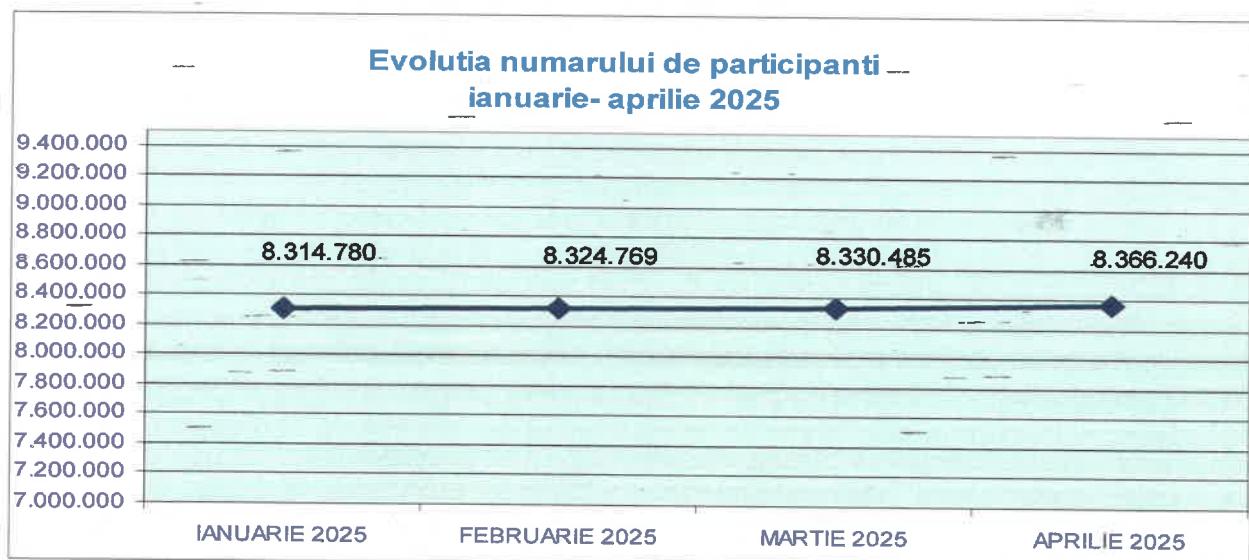 Evolutia numarului de participanti
ianuarie- aprilie 2025
9.400.000
9.200.000
9.000.000
8.800.000
8.600.000
8.400.000
8.200.000
8.000.000
7.800.000
7.600.000
7.400.000
7.200.000
7.000.000
8.314.780
8.324.769
8.330.485
8.366.240
IANUARIE 2025
FEBRUARIE 2025
MARTIE 2025
APRILIE 2025